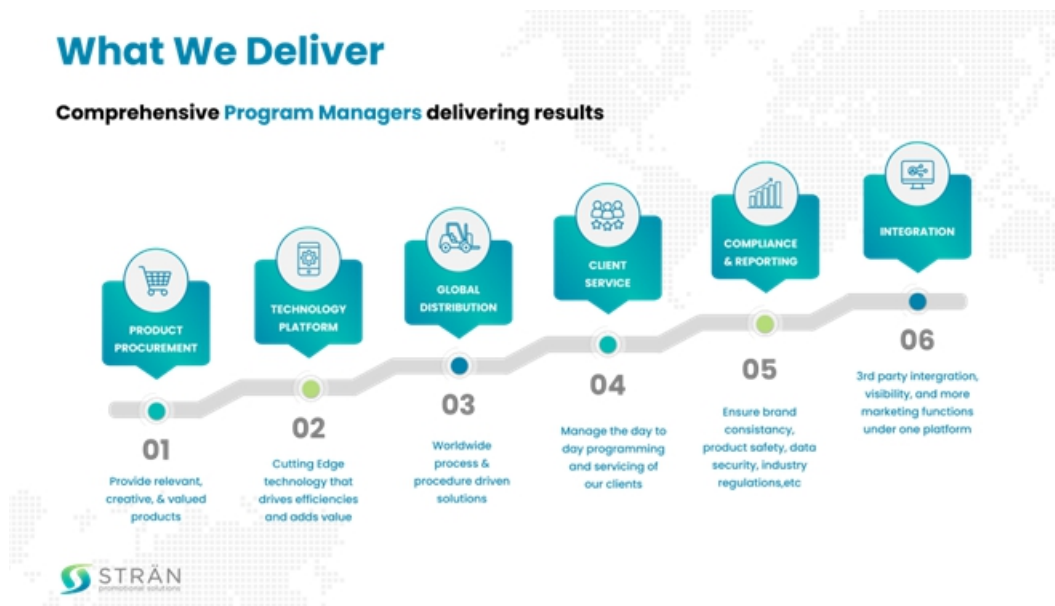 What We Deliver
Comprehensive Program Managers delivering results
PRODUCT
PROCUREMENT
01
Provide relevant,
creative, & valued
products
TECHNOLOGY
PLATFORM
02
Cutting Edge
technology that
drives efficiencies
and adds value
GLOBAL
DISTRIBUTION
03
Worldwide
process &
procedure driven
solutions
CLIENT
SERVICE
04
Manage the day to
day programming
and servicing of
our clients
COMPLIANCE
& REPORTING
05
Ensure brand
consistancy,
product safety, data
security, industry
regulations,etc
INTEGRATION
06
3rd party intergration,
visibility, and more
marketing functions
under one platform
STRÄN
promotional solutions